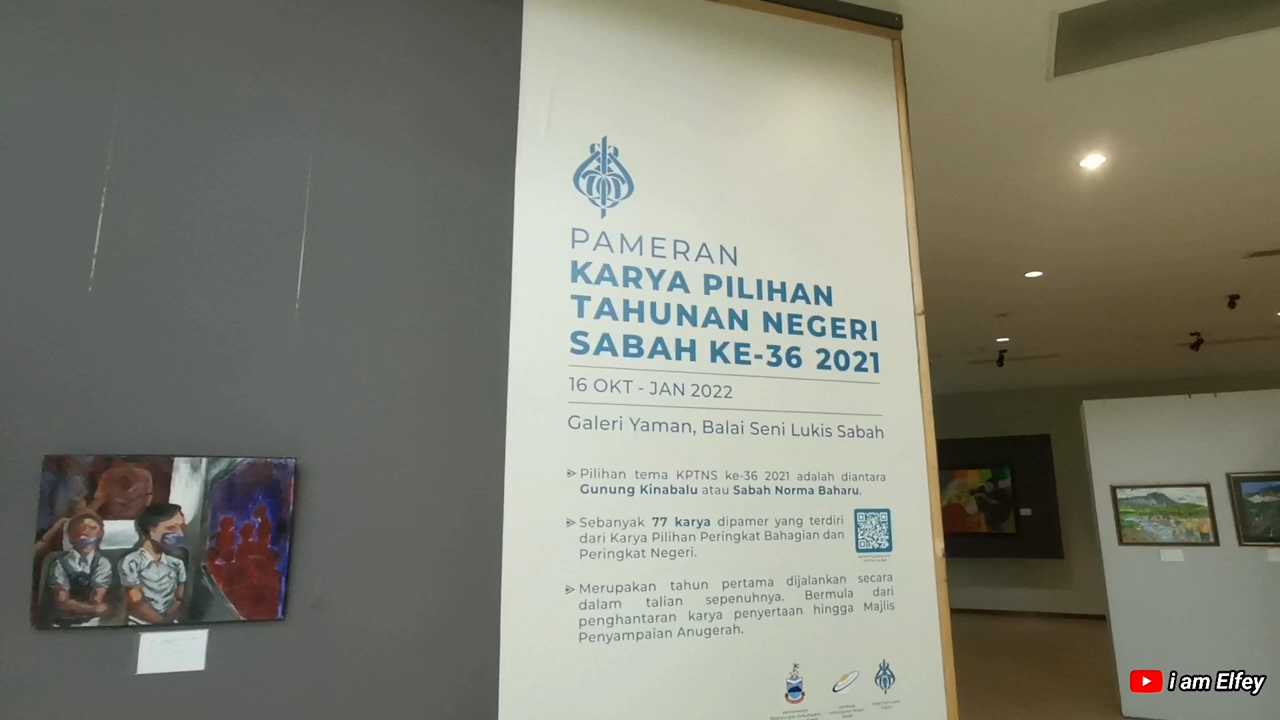 PAMERAN
KARYA PILIHAN
TAHUNAN NEGERI
SABAH KE-36 2021
16 OKT - JAN 2022
Galeri Yaman, Balai Seni Lukis Sabah
Pilihan tema KPTNS ke-36 2021 adalah diantara
Gunung Kinabalu atau Sabah Norma Baharu.
Sebanyak 77 karya dipamer yang terdiri
dari Karya Pilihan Peringkat Bahagian dan
Peringkat Negeri.
Merupakan tahun pertama dijalankan secara
dalam talian sepenuhnya. Bermula dari
penghantaran karya penyertaan hingga Majlis
Penyampaian Anugerah.
i am Elfey